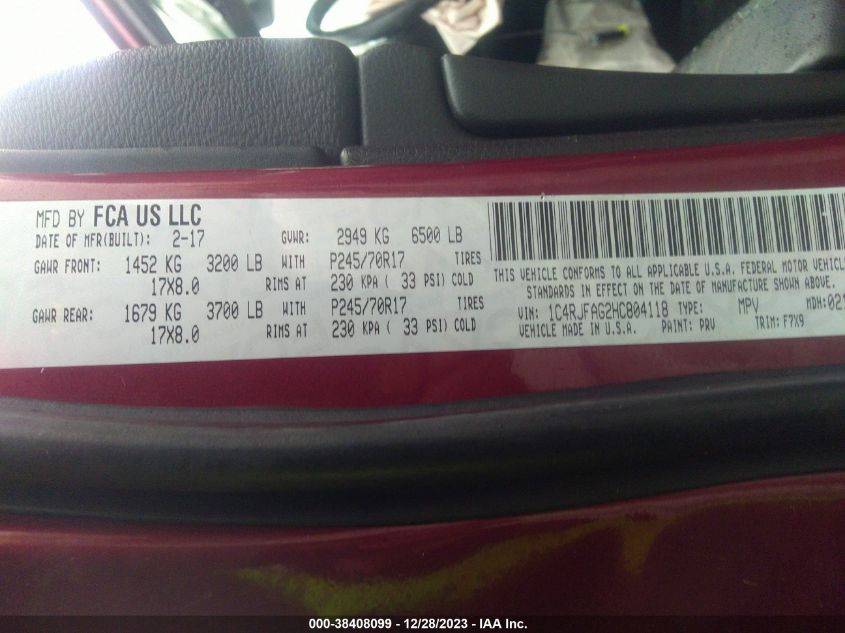 MFD BY FCA US LLC
DATE OF MFR(BUILT): 2-17 GVWR: 2949 KG 6500 LB
GAWR FRONT: 1452 KG 3200 LB WITH P245/70R17 TIRES
17X8.0 RIMS AT 230 KPA ( 33 PSI) COLD
GAWR REAR: 1679 KG 3700 LB WITH P245/70R17 TIRES
17X8.0 RIMS AT 230 KPA ( 33 PSI) COLD
THIS VEHICLE CONFORMS TO ALL APPLICABLE U.S.A. FEDERAL MOTOR VEHICLE
STANDARDS IN EFFECT ON THE DATE OF MANUFACTURE SHOWN ABOVE.
VIN: 1C4RJFAG2HC804118 TYPE: MPV MDH:
VEHICLE MADE IN U.S.A. PAINT: PRV TRIM: F7X9
000-38408099 - 12/28/2023 - IAA Inc.